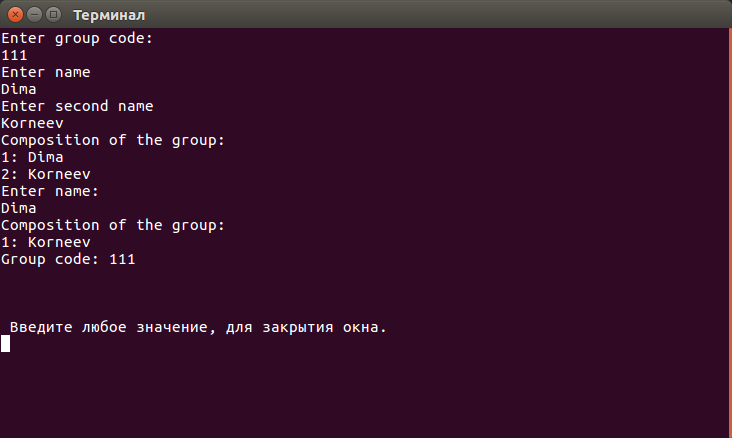 Терминал
Enter group code:
111
Enter name
Dima
Enter second name
Korneev
Composition of the group:
1: Dima
2: Korneev
Enter name:
Dima
Composition of the group:
1: Korneev
Group code: 111
Введите любое значение, для закрытия окна.